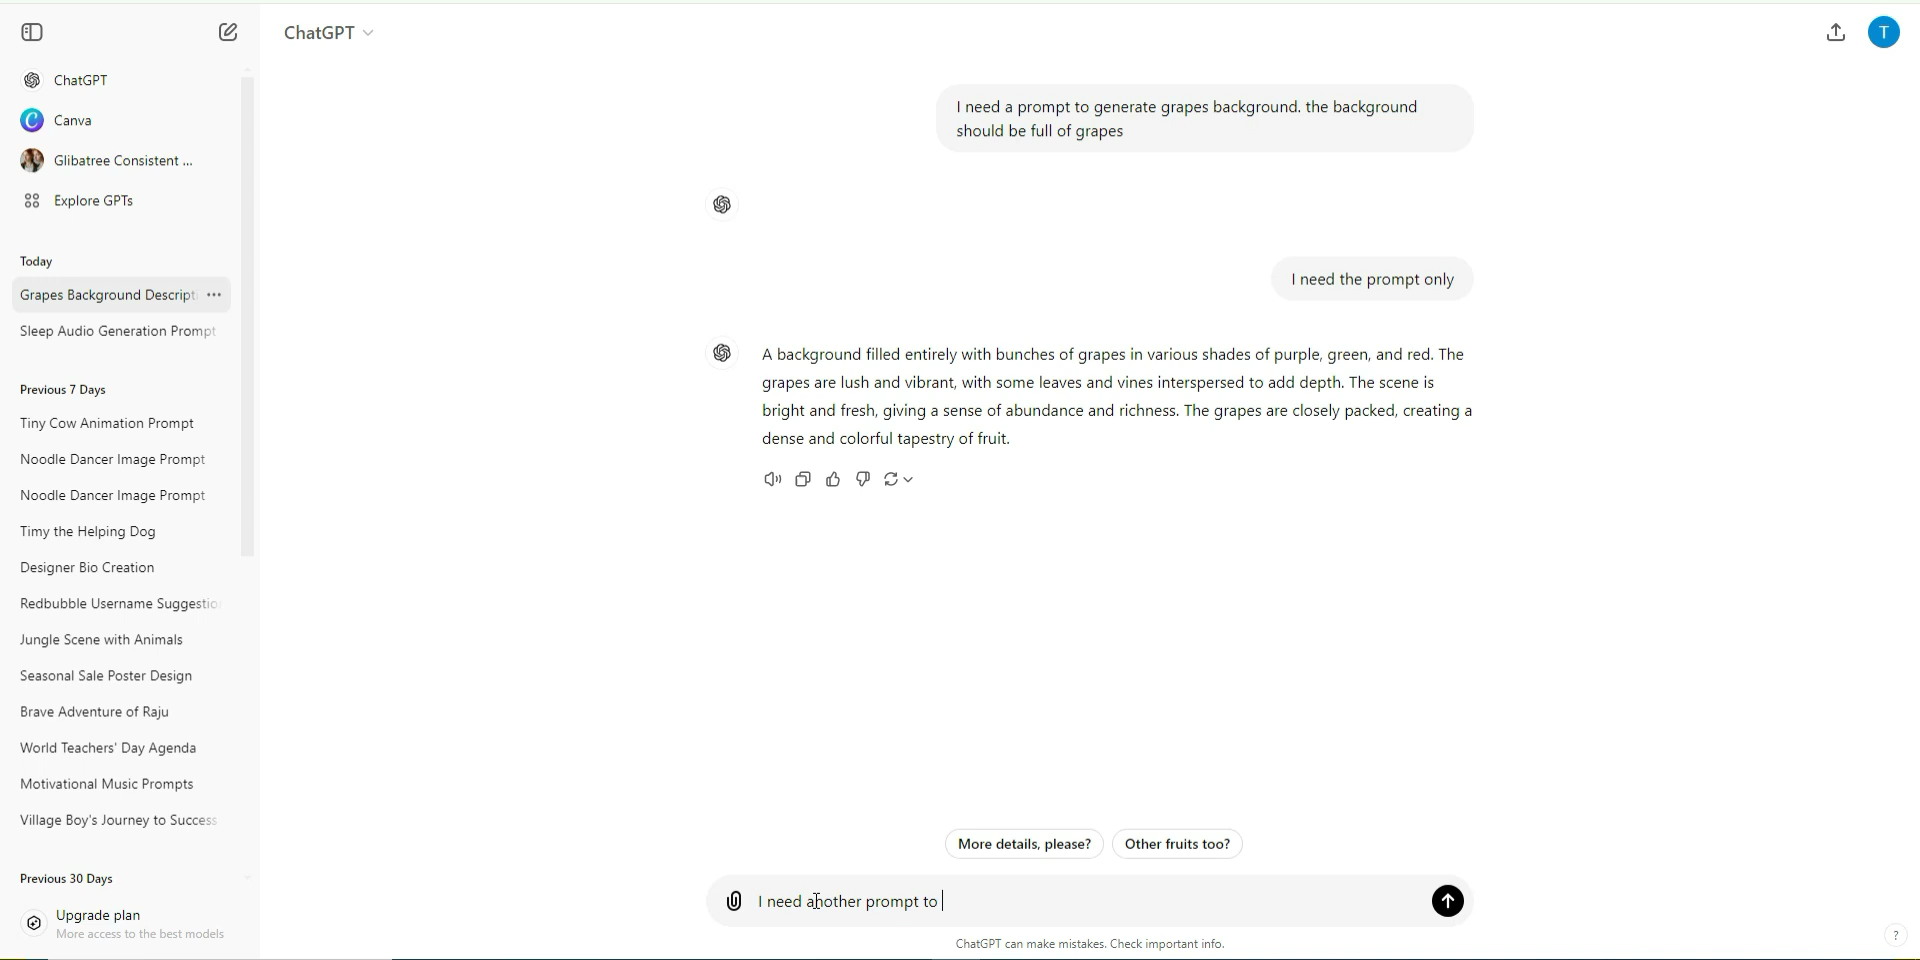 ChatGPT
T
ChatGPT
Canva
Glibatree Consistent ...
Explore GPTs
Today
Grapes Background Descripti
Sleep Audio Generation Prompt
Previous 7 Days
Tiny Cow Animation Prompt
Noodle Dancer Image Prompt
Noodle Dancer Image Prompt
Timy the Helping Dog
Designer Bio Creation
Redbubble Username Suggestio
Jungle Scene with Animals
Seasonal Sale Poster Design
Brave Adventure of Raju
World Teachers' Day Agenda
Motivational Music Prompts
Village Boy's Journey to Success
Previous 30 Days
Upgrade plan
More access to the best models
I need a prompt to generate grapes background. the background
should be full of grapes
I need the prompt only
A background filled entirely with bunches of grapes in various shades of purple, green, and red. The
grapes are lush and vibrant, with some leaves and vines interspersed to add depth. The scene is
bright and fresh, giving a sense of abundance and richness. The grapes are closely packed, creating a
dense and colorful tapestry of fruit.
More details, please?
Other fruits too?
I need another prompt to
ChatGPT can make mistakes. Check important info.
?